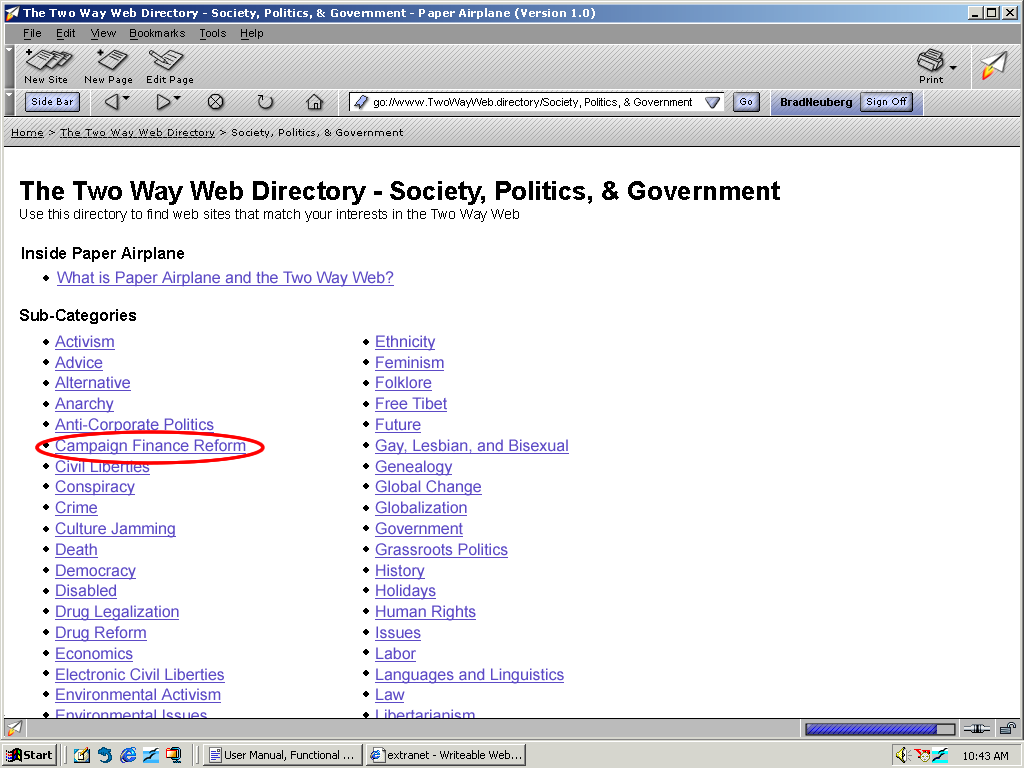 The Two Way Web Directory - Society, Politics, & Government - Paper Airplane (Version 1.0)
File Edit View Bookmarks Tools Help
New Site New Page Edit Page Print
Side Bar go://www.TwoWayWeb.directory/Society, Politics, & Government Go BradNeuberg Sign Off
Home > The Two Way Web Directory > Society, Politics, & Government
The Two Way Web Directory - Society, Politics, & Government
Use this directory to find web sites that match your interests in the Two Way Web
Inside Paper Airplane
What is Paper Airplane and the Two Way Web?
Sub-Categories
Activism
Advice
Alternative
Anarchy
Anti-Corporate Politics
Campaign Finance Reform
Civil Liberties
Conspiracy
Crime
Culture Jamming
Death
Democracy
Disabled
Drug Legalization
Drug Reform
Economics
Electronic Civil Liberties
Environmental Activism
Environmental Issues
Ethnicity
Feminism
Folklore
Free Tibet
Future
Gay, Lesbian, and Bisexual
Genealogy
Global Change
Globalization
Government
Grassroots Politics
History
Holidays
Human Rights
Issues
Labor
Languages and Linguistics
Law
Libertarianism
Start User Manual, Functional ... extranet - Writeable Web... 10:43 AM